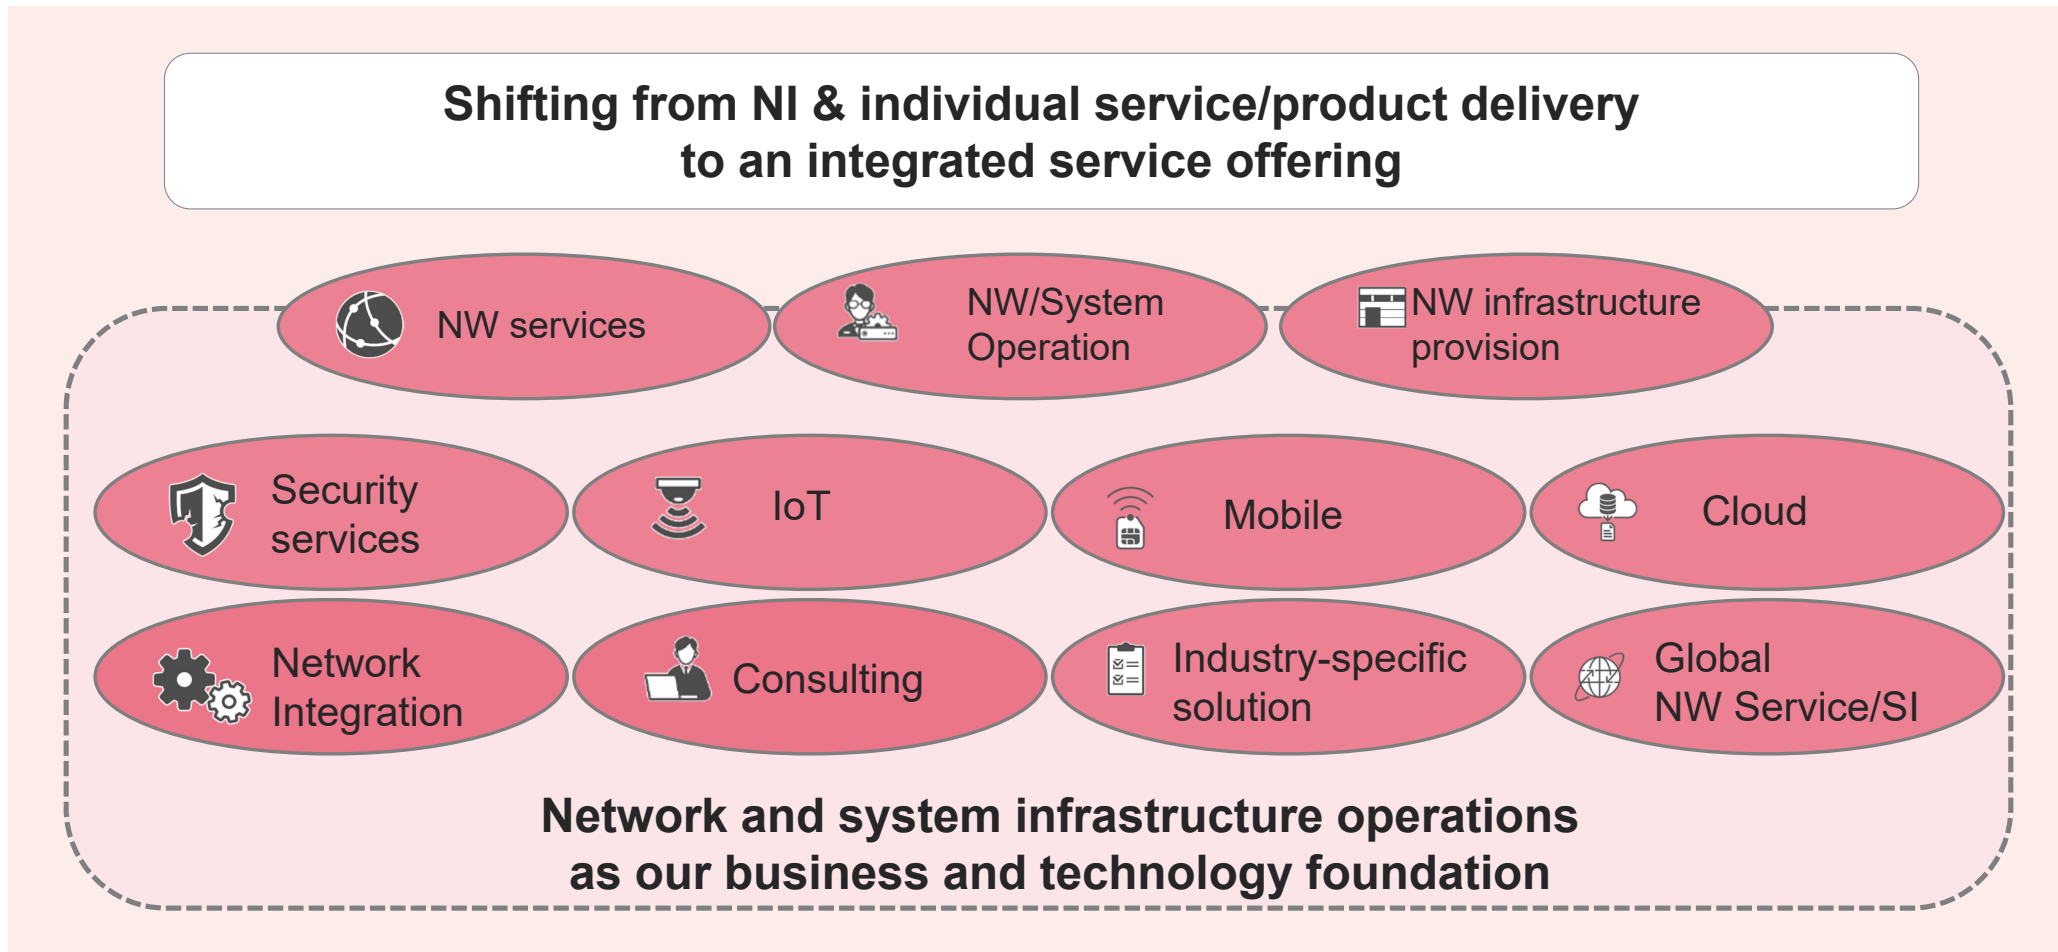 Shifting from NI & individual service/product delivery
to an integrated service offering
NW services
NW/System
Operation
NW infrastructure
provision
Security
services
IoT
Mobile
Cloud
Network
Integration
Consulting
Industry-specific
solution
Global
NW Service/SI
Network and system infrastructure operations
as our business and technology foundation